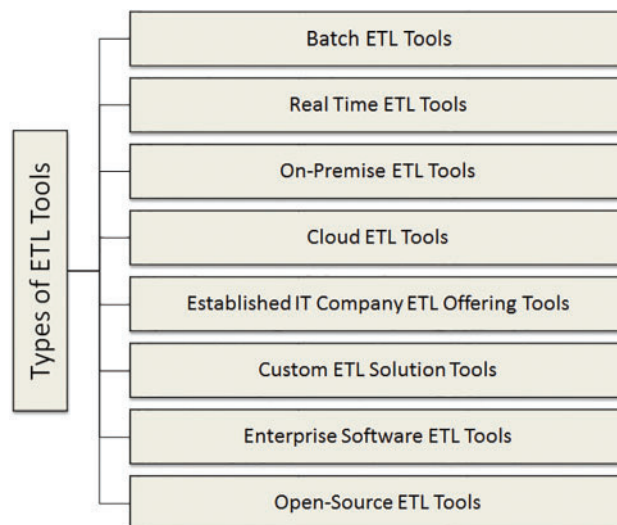 Types of ETL Tools
Batch ETL Tools
Real Time ETL Tools
On-Premise ETL Tools
Cloud ETL Tools
Established IT Company ETL Offering Tools
Custom ETL Solution Tools
Enterprise Software ETL Tools
Open-Source ETL Tools